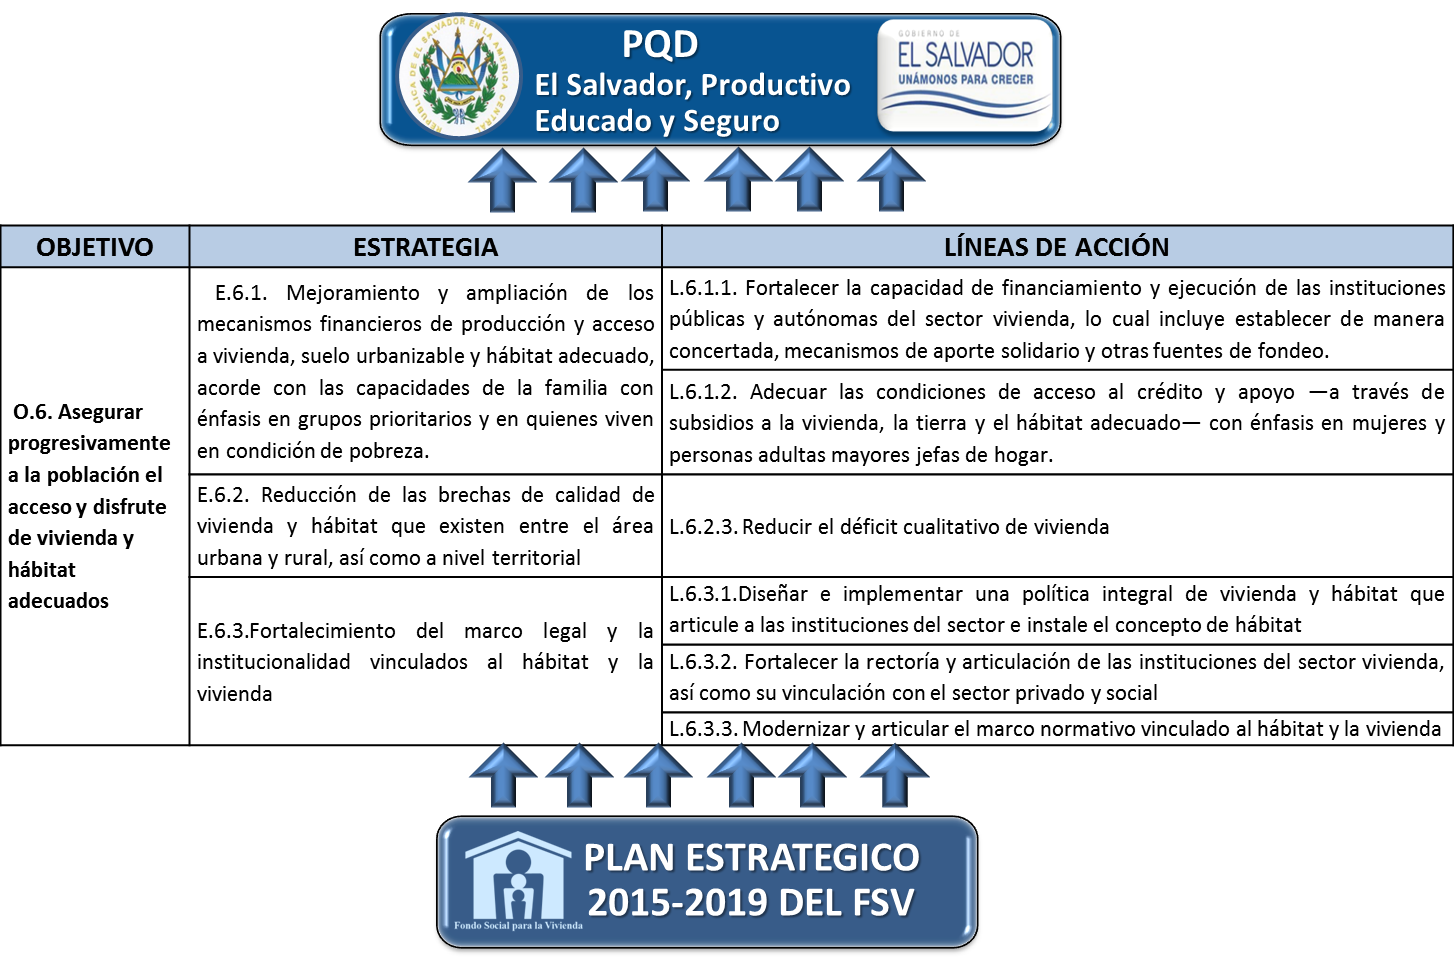 PQD
El Salvador, Productivo
Educado y Seguro
REPUBLICA DE EL SALVADOR EN LA AMERICA CENTRAL
GOBIERNO DE
EL SALVADOR
UNÁMONOS PARA CRECER
OBJETIVO
ESTRATEGIA
LÍNEAS DE ACCIÓN
O.6. Asegurar
progresivamente
a la población el
acceso y disfrute
de vivienda y
hábitat
adecuados
E.6.1. Mejoramiento y ampliación de los
mecanismos financieros de producción y acceso
a vivienda, suelo urbanizable y hábitat adecuado,
acorde con las capacidades de la familia con
énfasis en grupos prioritarios y en quienes viven
en condición de pobreza.
L.6.1.1. Fortalecer la capacidad de financiamiento y ejecución de las instituciones
públicas y autónomas del sector vivienda, lo cual incluye establecer de manera
concertada, mecanismos de aporte solidario y otras fuentes de fondeo.
L.6.1.2. Adecuar las condiciones de acceso al crédito y apoyo —a través de
subsidios a la vivienda, la tierra y el hábitat adecuado— con énfasis en mujeres y
personas adultas mayores jefas de hogar.
E.6.2. Reducción de las brechas de calidad de
vivienda y hábitat que existen entre el área
urbana y rural, así como a nivel territorial
L.6.2.3. Reducir el déficit cualitativo de vivienda
E.6.3.Fortalecimiento del marco legal y la
institucionalidad vinculados al hábitat y la
vivienda
L.6.3.1.Diseñar e implementar una política integral de vivienda y hábitat que
articule a las instituciones del sector e instale el concepto de hábitat
L.6.3.2. Fortalecer la rectoría y articulación de las instituciones del sector vivienda,
así como su vinculación con el sector privado y social
L.6.3.3. Modernizar y articular el marco normativo vinculado al hábitat y la vivienda
PLAN ESTRATEGICO
2015-2019 DEL FSV
Fondo Social para la Vivienda